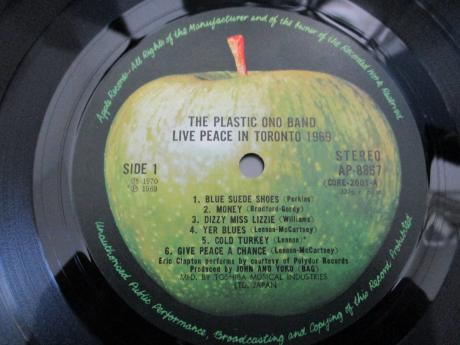 Apple Records · All Rights of the Manufacturer and of the Owner of the Recorded Work Reserved
THE PLASTIC ONO BAND
LIVE PEACE IN TORONTO 1969
SIDE 1
STEREO
AP-8867
℗ 1970
℗ 1969
(CORE-2001-A)
1. BLUE SUEDE SHOES (Perkins)
2. MONEY (Bradford-Gordy)
3. DIZZY MISS LIZZIE (Williams)
4. YER BLUES (Lennon-McCartney)
5. COLD TURKEY (Lennon)
6. GIVE PEACE A CHANCE (Lennon-McCartney)
Eric Clapton performs by courtesy of Polydor Records
Produced by JOHN AND YOKO (BAG)
MFD. BY TOSHIBA MUSICAL INDUSTRIES
LTD. JAPAN
Unauthorised Public Performance, Broadcasting and Copying of this Record Prohibited